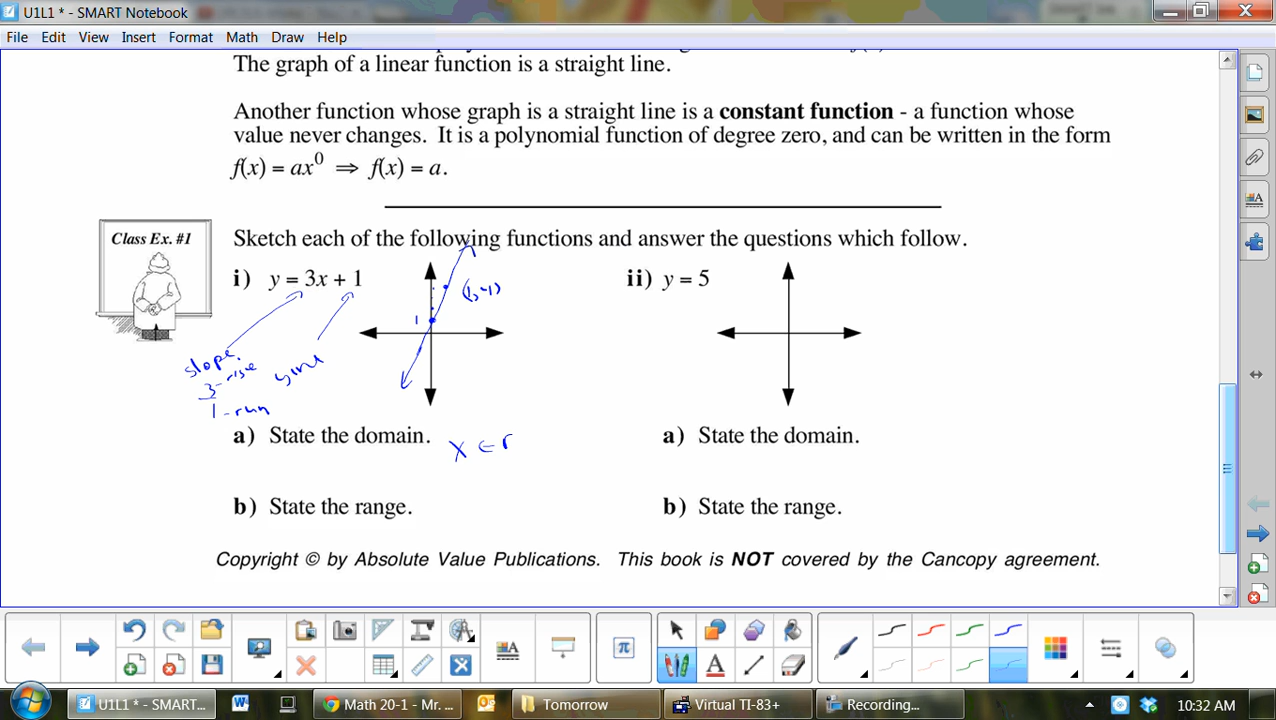 U1L1 * - SMART Notebook
File Edit View Insert Format Math Draw Help
The graph of a linear function is a straight line.
Another function whose graph is a straight line is a constant function - a function whose
value never changes. It is a polynomial function of degree zero, and can be written in the form
f(x) = ax⁰ ⇒ f(x) = a.
Class Ex. #1
Sketch each of the following functions and answer the questions which follow.
i) y = 3x + 1
(1,4)
1
slope
3 - rise
1 - run
y int
ii) y = 5
a) State the domain. x ∈ r
a) State the domain.
b) State the range.
b) State the range.
Copyright © by Absolute Value Publications. This book is NOT covered by the Cancopy agreement.
U1L1 * - SMART...
Math 20-1 - Mr. ...
Tomorrow
Virtual TI-83+
Recording...
10:32 AM